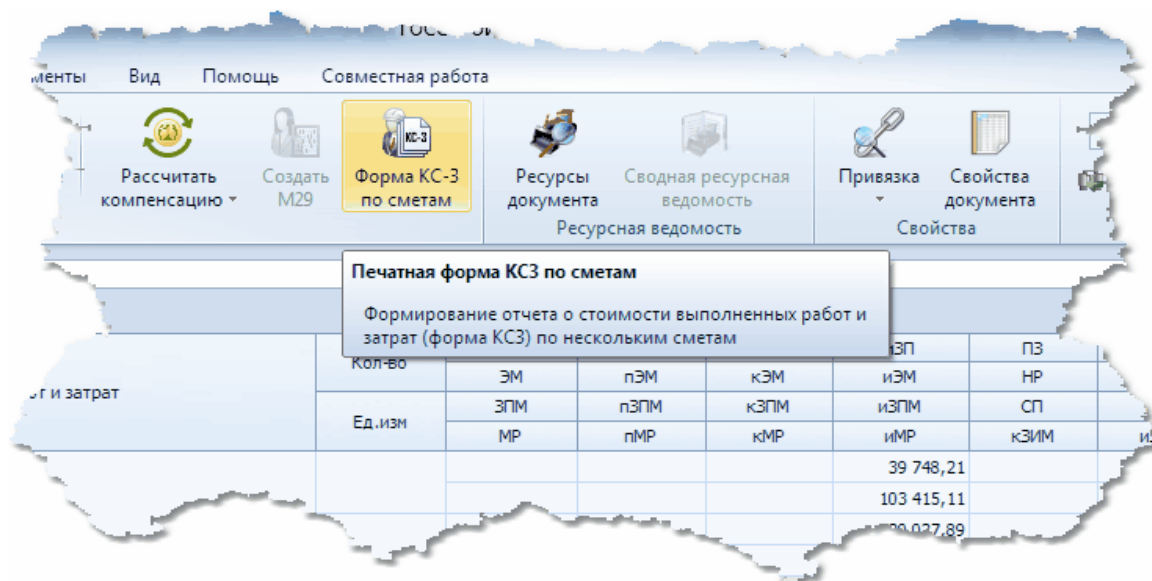 Вид Помощь Совместная работа
Рассчитать Создать Форма КС-3 Ресурсы Сводная ресурсная Привязка Свойства
компенсацию М29 по сметам документа ведомость документа
Ресурсная ведомость Свойства
КС-3
Печатная форма КС3 по сметам
Формирование отчета о стоимости выполненных работ и
затрат (форма КС3) по нескольким сметам
иЗП ПЗ
Кол-во ЭМ пЭМ кЭМ иЭМ НР
и затрат
Ед.изм ЗПМ пЗПМ кЗПМ иЗПМ СП
МР пМР кМР иМР кЗИМ
39 748,21
103 415,11